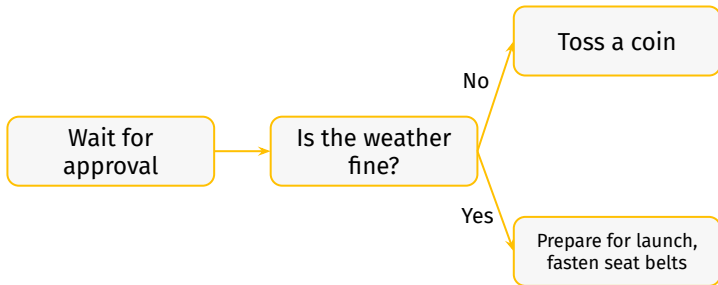 Wait for
approval
Is the weather
fine?
No
Toss a coin
Yes
Prepare for launch,
fasten seat belts